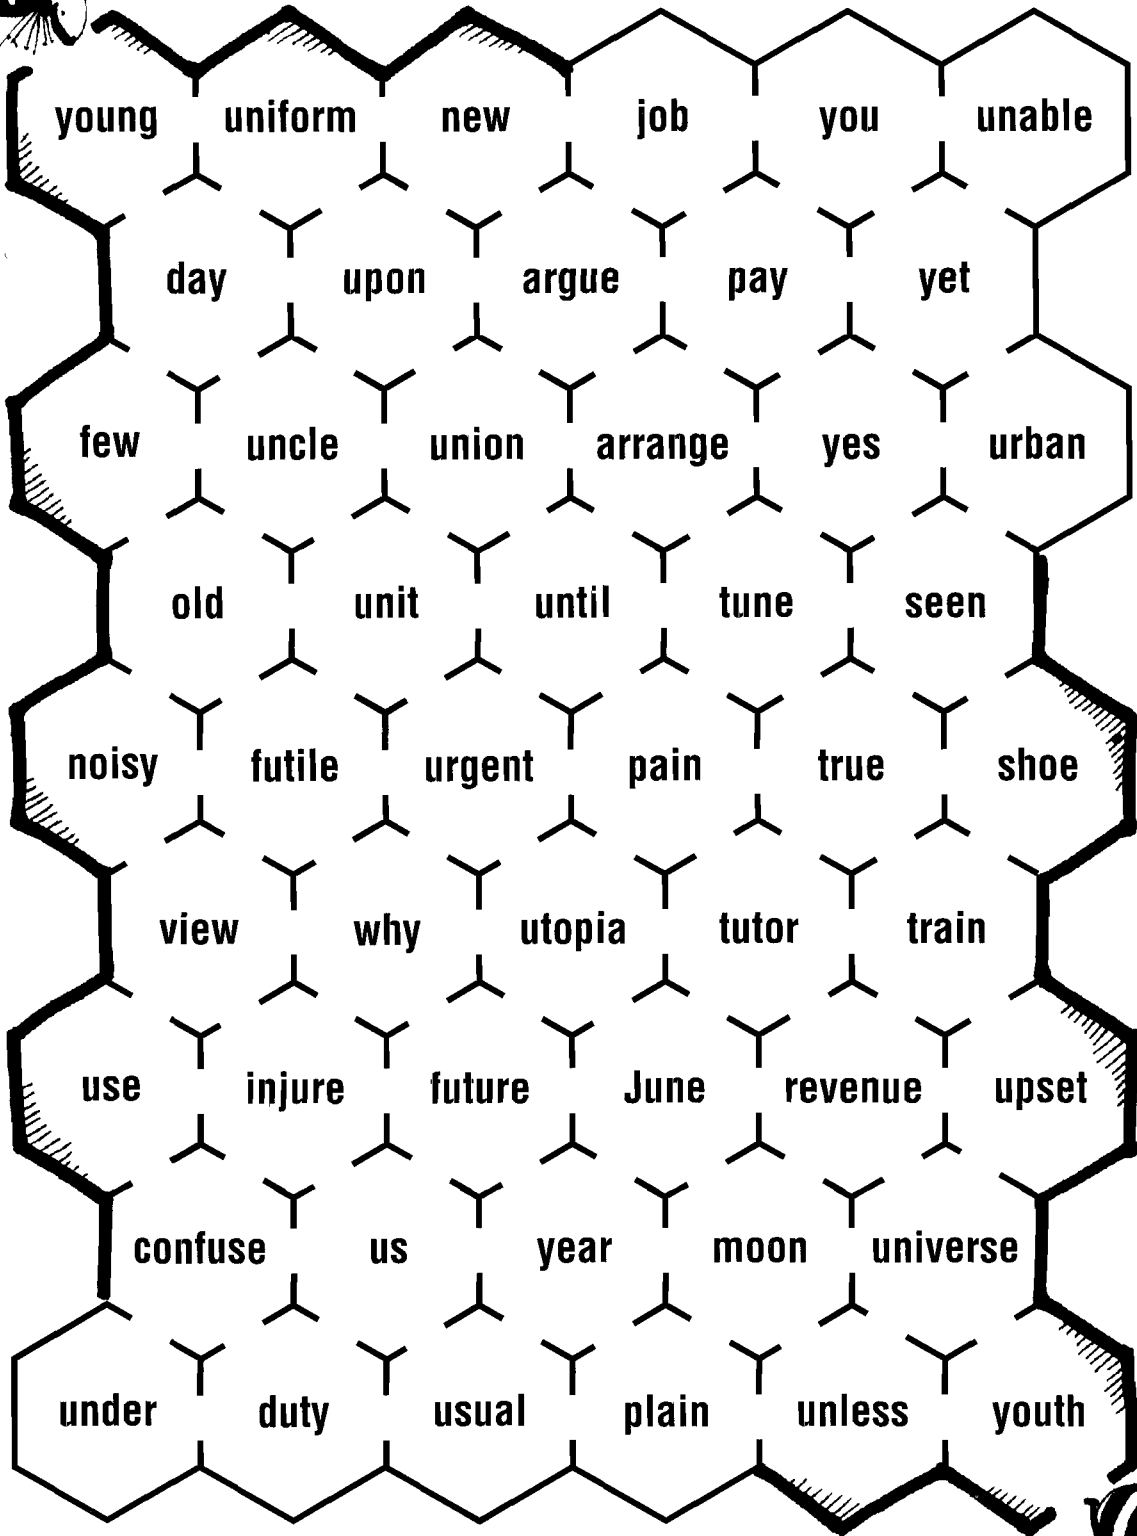 young uniform new job you unable
day upon argue pay yet
few uncle union arrange yes urban
old unit until tune seen
noisy futile urgent pain true shoe
view why utopia tutor train
use injure future June revenue upset
confuse us year moon universe
under duty usual plain unless youth